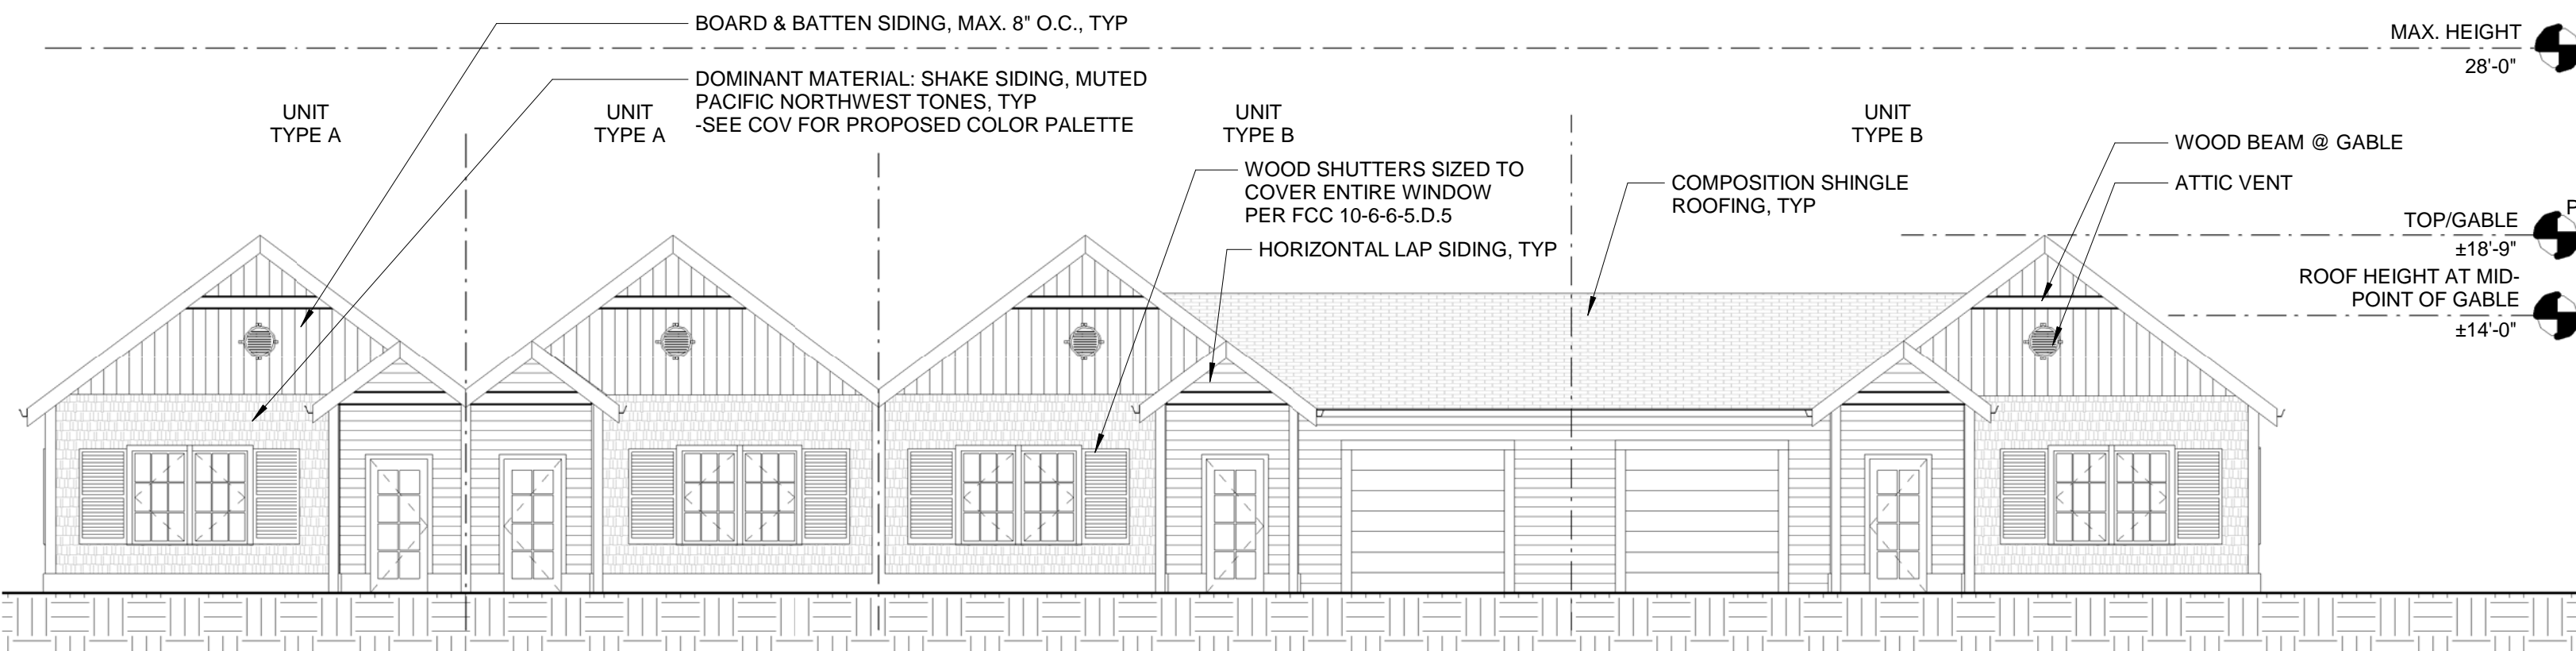 BOARD & BATTEN SIDING, MAX. 8" O.C., TYP
MAX. HEIGHT
28'-0"
DOMINANT MATERIAL: SHAKE SIDING, MUTED
PACIFIC NORTHWEST TONES, TYP
-SEE COV FOR PROPOSED COLOR PALETTE
UNIT
TYPE A
UNIT
TYPE A
UNIT
TYPE B
UNIT
TYPE B
WOOD BEAM @ GABLE
ATTIC VENT
WOOD SHUTTERS SIZED TO
COVER ENTIRE WINDOW
PER FCC 10-6-6-5.D.5
COMPOSITION SHINGLE
ROOFING, TYP
HORIZONTAL LAP SIDING, TYP
P
TOP/GABLE
±18'-9"
ROOF HEIGHT AT MID-
POINT OF GABLE
±14'-0"